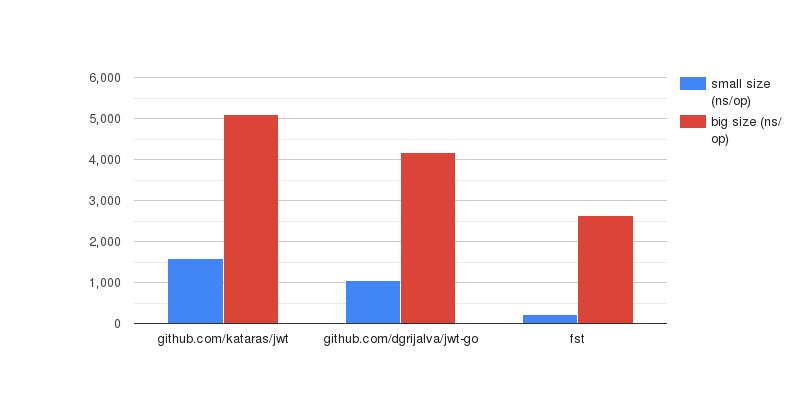 6,000
5,000
4,000
3,000
2,000
1,000
0
github.com/kataras/jwt
github.com/dgrijalva/jwt-go
fst
small size
(ns/op)
big size (ns/
op)